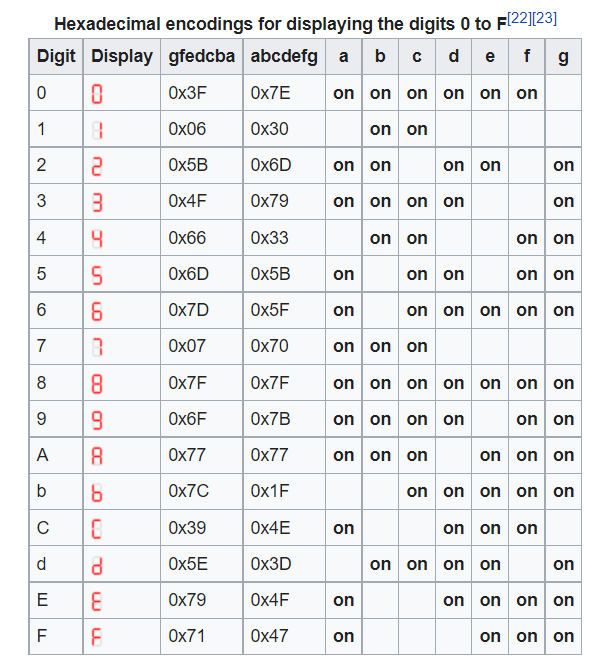 Hexadecimal encodings for displaying the digits 0 to F[22][23]
Digit Display gfedcba abcdefg a b c d e f g
0 0 0x3F 0x7E on on on on on on
1 1 0x06 0x30 on on
2 2 0x5B 0x6D on on on on on
3 3 0x4F 0x79 on on on on on
4 4 0x66 0x33 on on on on
5 5 0x6D 0x5B on on on on on
6 6 0x7D 0x5F on on on on on on
7 7 0x07 0x70 on on on
8 8 0x7F 0x7F on on on on on on on
9 9 0x6F 0x7B on on on on on on
A A 0x77 0x77 on on on on on on
b b 0x7C 0x1F on on on on on
C C 0x39 0x4E on on on on
d d 0x5E 0x3D on on on on on
E E 0x79 0x4F on on on on on
F F 0x71 0x47 on on on on